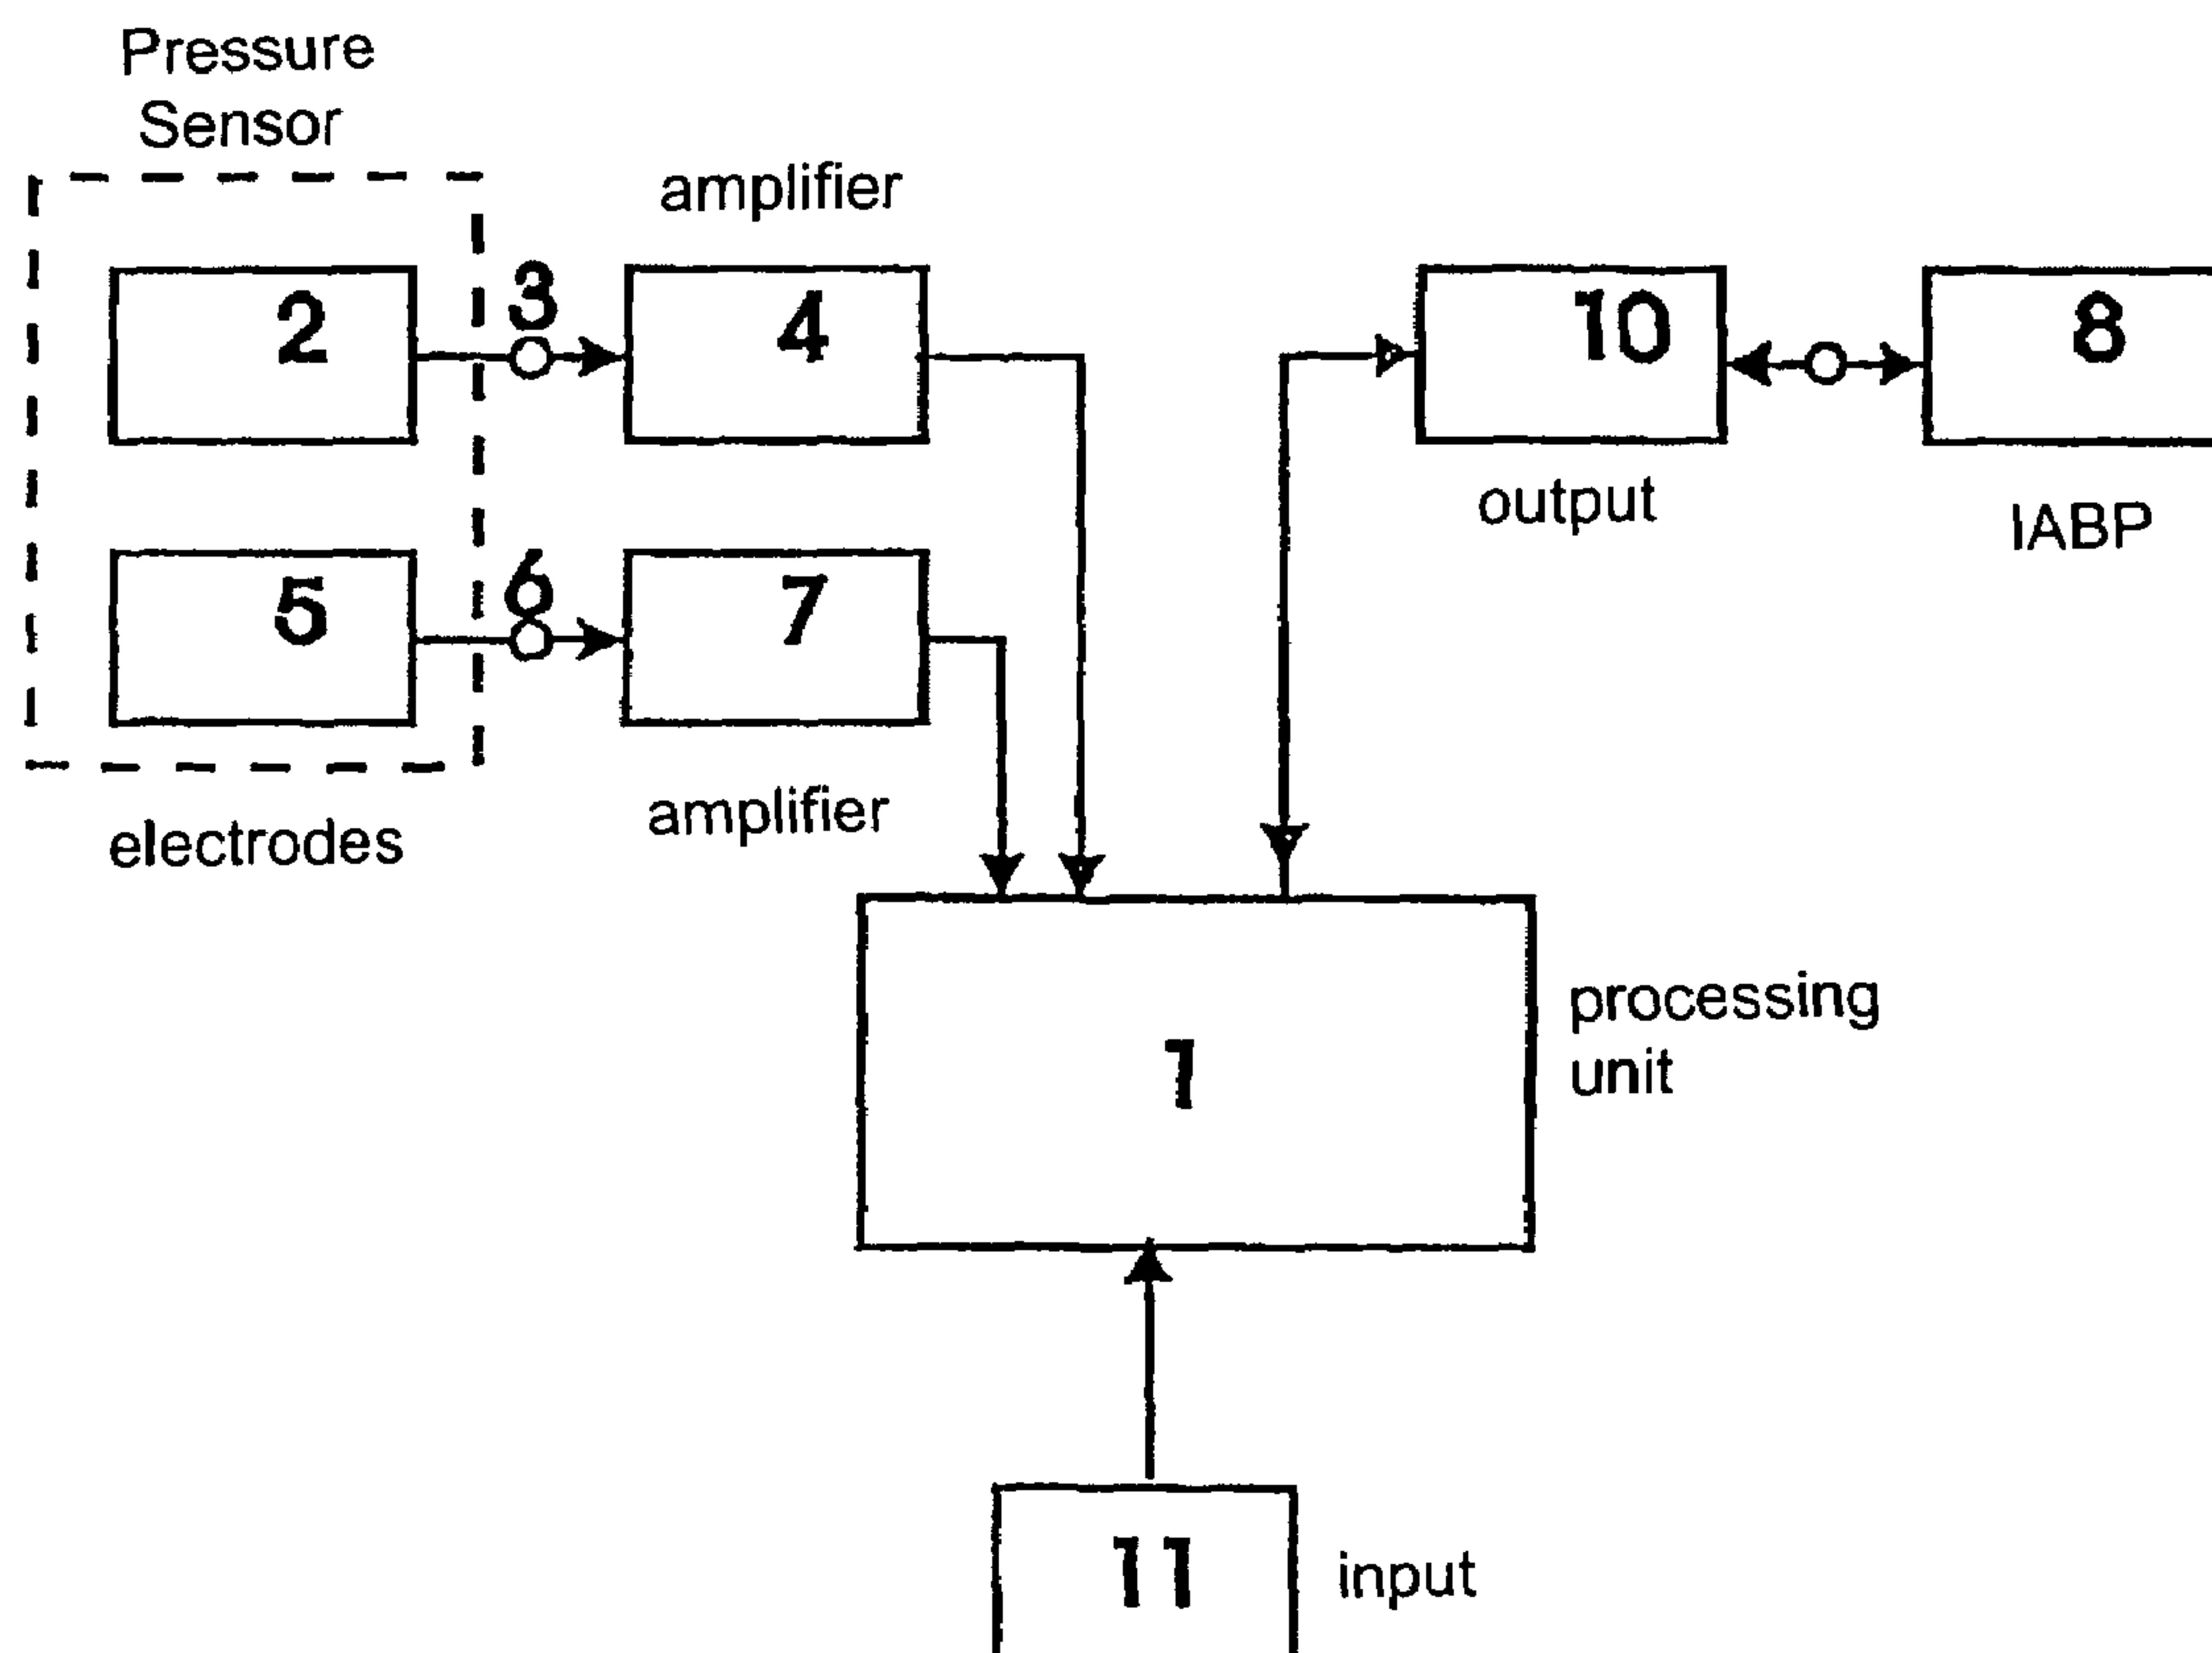 Pressure
Sensor
amplifier
2
3
4
10
8
output
IABP
5
6
7
electrodes
amplifier
1
processing
unit
11
input